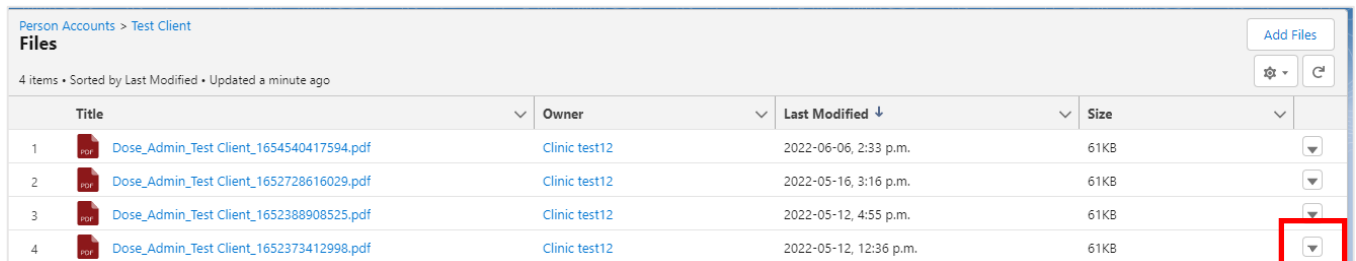 Person Accounts > Test Client
Files
Add Files
4 items • Sorted by Last Modified • Updated a minute ago
Title Owner Last Modified ↓ Size
1 PDF Dose_Admin_Test Client_1654540417594.pdf Clinic test12 2022-06-06, 2:33 p.m. 61KB
2 PDF Dose_Admin_Test Client_1652728616029.pdf Clinic test12 2022-05-16, 3:16 p.m. 61KB
3 PDF Dose_Admin_Test Client_1652388908525.pdf Clinic test12 2022-05-12, 4:55 p.m. 61KB
4 PDF Dose_Admin_Test Client_1652373412998.pdf Clinic test12 2022-05-12, 12:36 p.m. 61KB